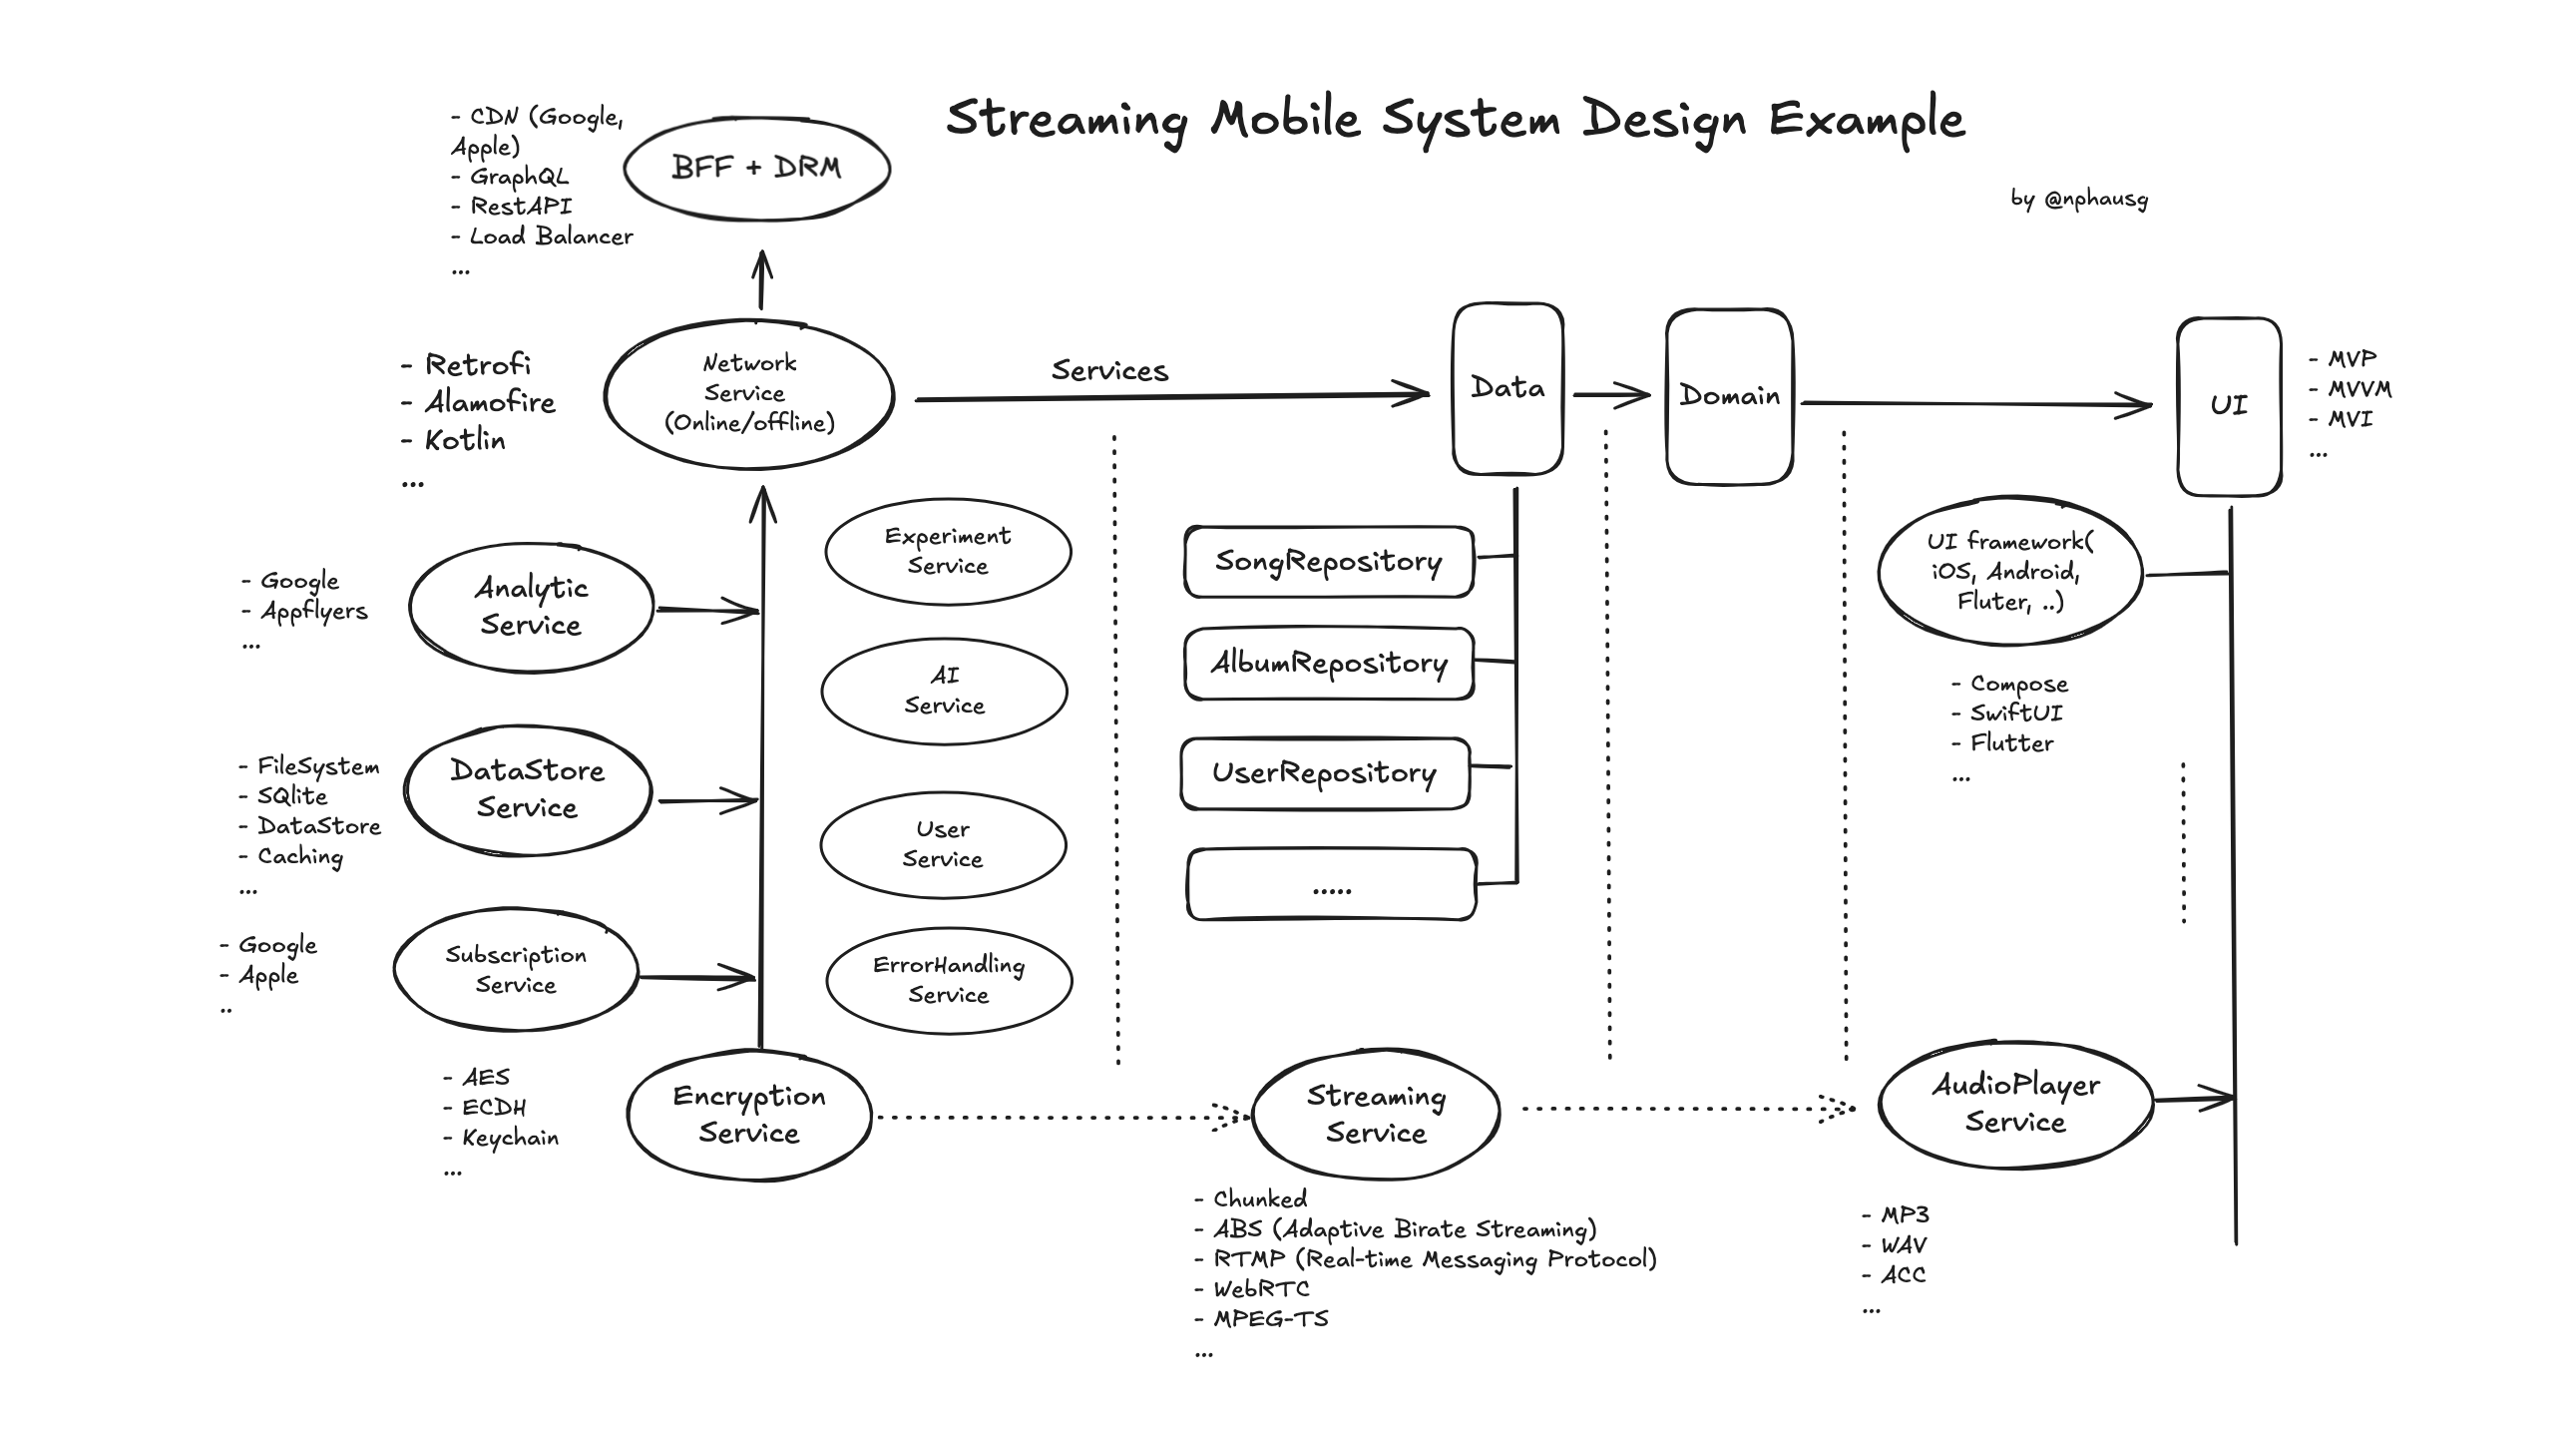 Streaming Mobile System Design Example
by @nphausg
- CDN (Google,
Apple)
- GraphQL
- RestAPI
- Load Balancer
...
BFF + DRM
- Retrofi
- Alamofire
- Kotlin
...
Network
Service
(Online/offline)
Services
Data
Domain
UI
- MVP
- MVVM
- MVI
...
- Google
- Appflyers
...
Analytic
Service
- FileSystem
- SQlite
- DataStore
- Caching
...
DataStore
Service
- Google
- Apple
..
Subscription
Service
- AES
- ECDH
- Keychain
...
Encryption
Service
Experiment
Service
AI
Service
User
Service
ErrorHandling
Service
SongRepository
AlbumRepository
UserRepository
.....
Streaming
Service
- Chunked
- ABS (Adaptive Birate Streaming)
- RTMP (Real-time Messaging Protocol)
- WebRTC
- MPEG-TS
...
UI framework(
iOS, Android,
Fluter, ..)
- Compose
- SwiftUI
- Flutter
...
AudioPlayer
Service
- MP3
- WAV
- ACC
...